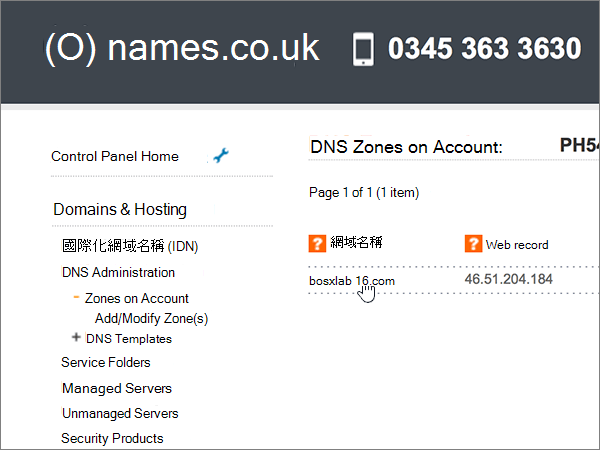 (O) names.co.uk
0345 363 3630
Control Panel Home
Domains & Hosting
國際化網域名稱 (IDN)
DNS Administration
- Zones on Account
Add/Modify Zone(s)
+ DNS Templates
Service Folders
Managed Servers
Unmanaged Servers
Security Products
DNS Zones on Account:
PH54
Page 1 of 1 (1 item)
? 網域名稱
? Web record
bosxlab 16.com
46.51.204.184